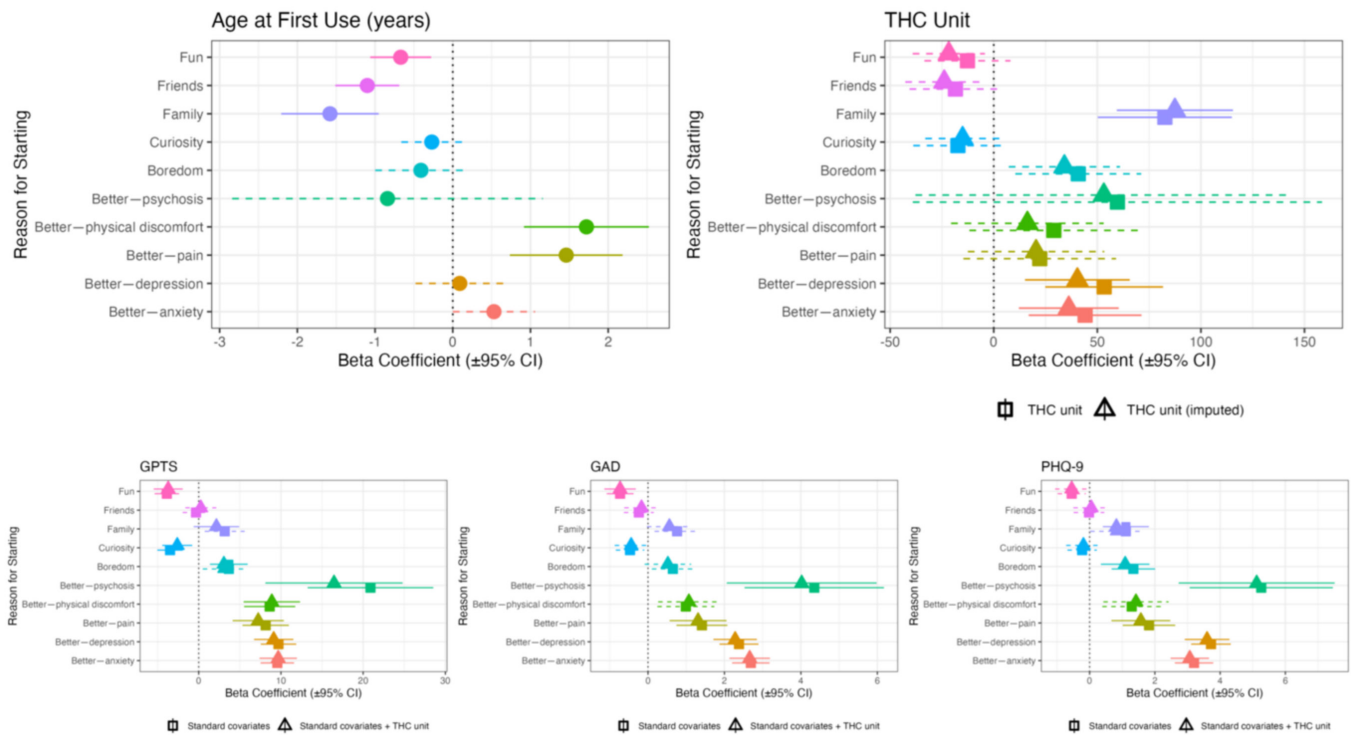 Age at First Use (years)
Reason for Starting
Fun
Friends
Family
Curiosity
Boredom
Better−psychosis
Better−physical discomfort
Better−pain
Better−depression
Better−anxiety
-3 -2 -1 0 1 2
Beta Coefficient (±95% CI)
THC Unit
Reason for Starting
Fun
Friends
Family
Curiosity
Boredom
Better−psychosis
Better−physical discomfort
Better−pain
Better−depression
Better−anxiety
-50 0 50 100 150
Beta Coefficient (±95% CI)
THC unit THC unit (imputed)
GPTS
Reason for Starting
Fun
Friends
Family
Curiosity
Boredom
Better−psychosis
Better−physical discomfort
Better−pain
Better−depression
Better−anxiety
0 10 20 30
Beta Coefficient (±95% CI)
Standard covariates Standard covariates + THC unit
GAD
Reason for Starting
Fun
Friends
Family
Curiosity
Boredom
Better−psychosis
Better−physical discomfort
Better−pain
Better−depression
Better−anxiety
0 2 4 6
Beta Coefficient (±95% CI)
Standard covariates Standard covariates + THC unit
PHQ-9
Reason for Starting
Fun
Friends
Family
Curiosity
Boredom
Better−psychosis
Better−physical discomfort
Better−pain
Better−depression
Better−anxiety
0 2 4 6
Beta Coefficient (±95% CI)
Standard covariates Standard covariates + THC unit